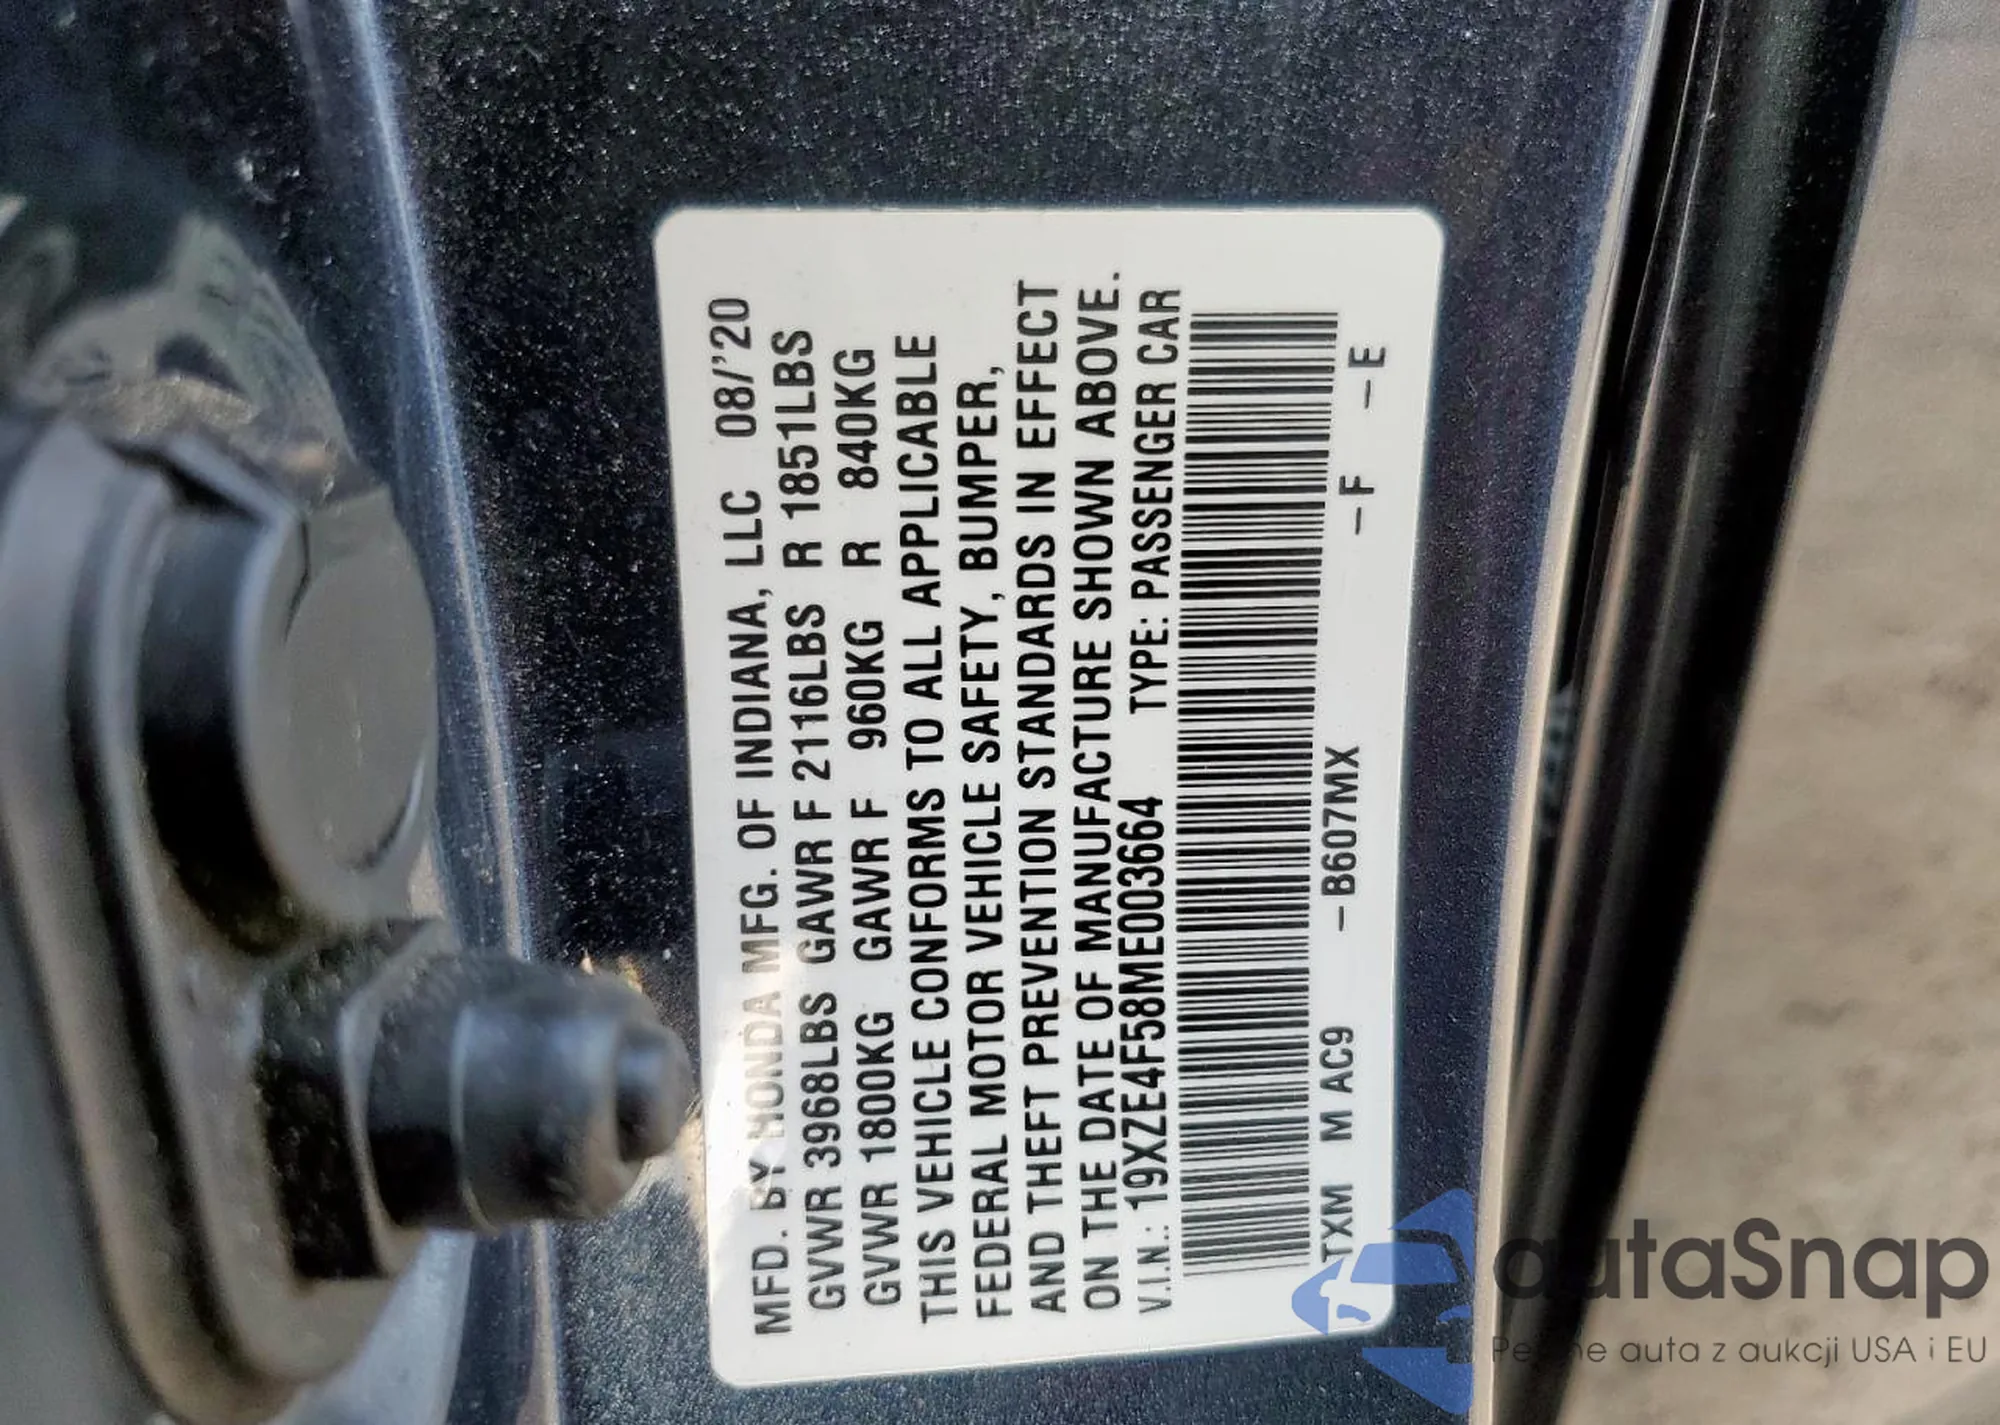 MFD. BY HONDA MFG. OF INDIANA, LLC 08/'20
GVWR 3968LBS GAWR F 2116LBS R 1851LBS
GVWR 1800KG GAWR F 960KG R 840KG
THIS VEHICLE CONFORMS TO ALL APPLICABLE
FEDERAL MOTOR VEHICLE SAFETY, BUMPER,
AND THEFT PREVENTION STANDARDS IN EFFECT
ON THE DATE OF MANUFACTURE SHOWN ABOVE.
V.I.N.: 19XZE4F58ME003664 TYPE: PASSENGER CAR
TXM M AC9 –B607MX –F –E
autaSnap
Pewne auta z aukcji USA i EU